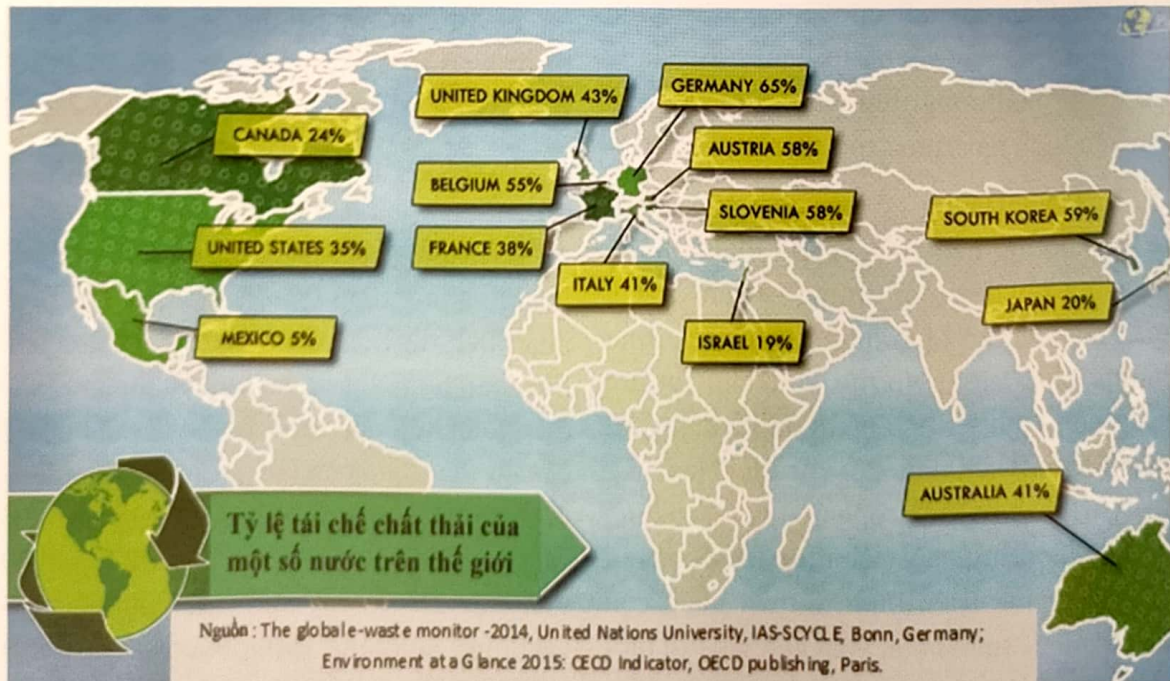 UNITED KINGDOM 43%
GERMANY 65%
CANADA 24%
AUSTRIA 58%
BELGIUM 55%
SLOVENIA 58%
SOUTH KOREA 59%
UNITED STATES 35%
FRANCE 38%
ITALY 41%
JAPAN 20%
MEXICO 5%
ISRAEL 19%
AUSTRALIA 41%
Tỷ lệ tái chế chất thải của
một số nước trên thế giới
Nguồn : The global e-waste monitor -2014, United Nations University, IAS-SCYCLE, Bonn, Germany;
Environment at a Glance 2015: OECD Indicator, OECD publishing, Paris.